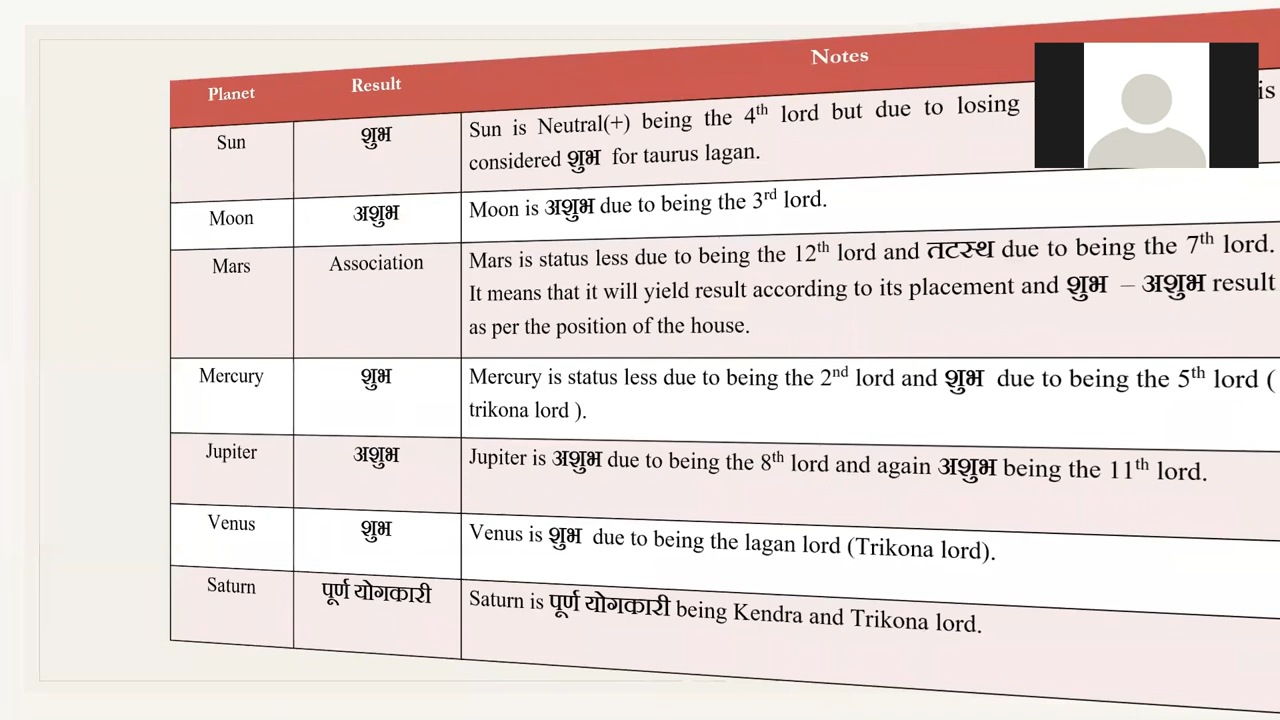 Planet Result Notes
Sun शुभ Sun is Neutral(+) being the 4th lord but due to losing is
considered शुभ for taurus lagan.
Moon अशुभ Moon is अशुभ due to being the 3rd lord.
Mars Association Mars is status less due to being the 12th lord and तटस्थ due to being the 7th lord.
It means that it will yield result according to its placement and शुभ – अशुभ result
as per the position of the house.
Mercury शुभ Mercury is status less due to being the 2nd lord and शुभ due to being the 5th lord (
trikona lord ).
Jupiter अशुभ Jupiter is अशुभ due to being the 8th lord and again अशुभ being the 11th lord.
Venus शुभ Venus is शुभ due to being the lagan lord (Trikona lord).
Saturn पूर्ण योगकारी Saturn is पूर्ण योगकारी being Kendra and Trikona lord.